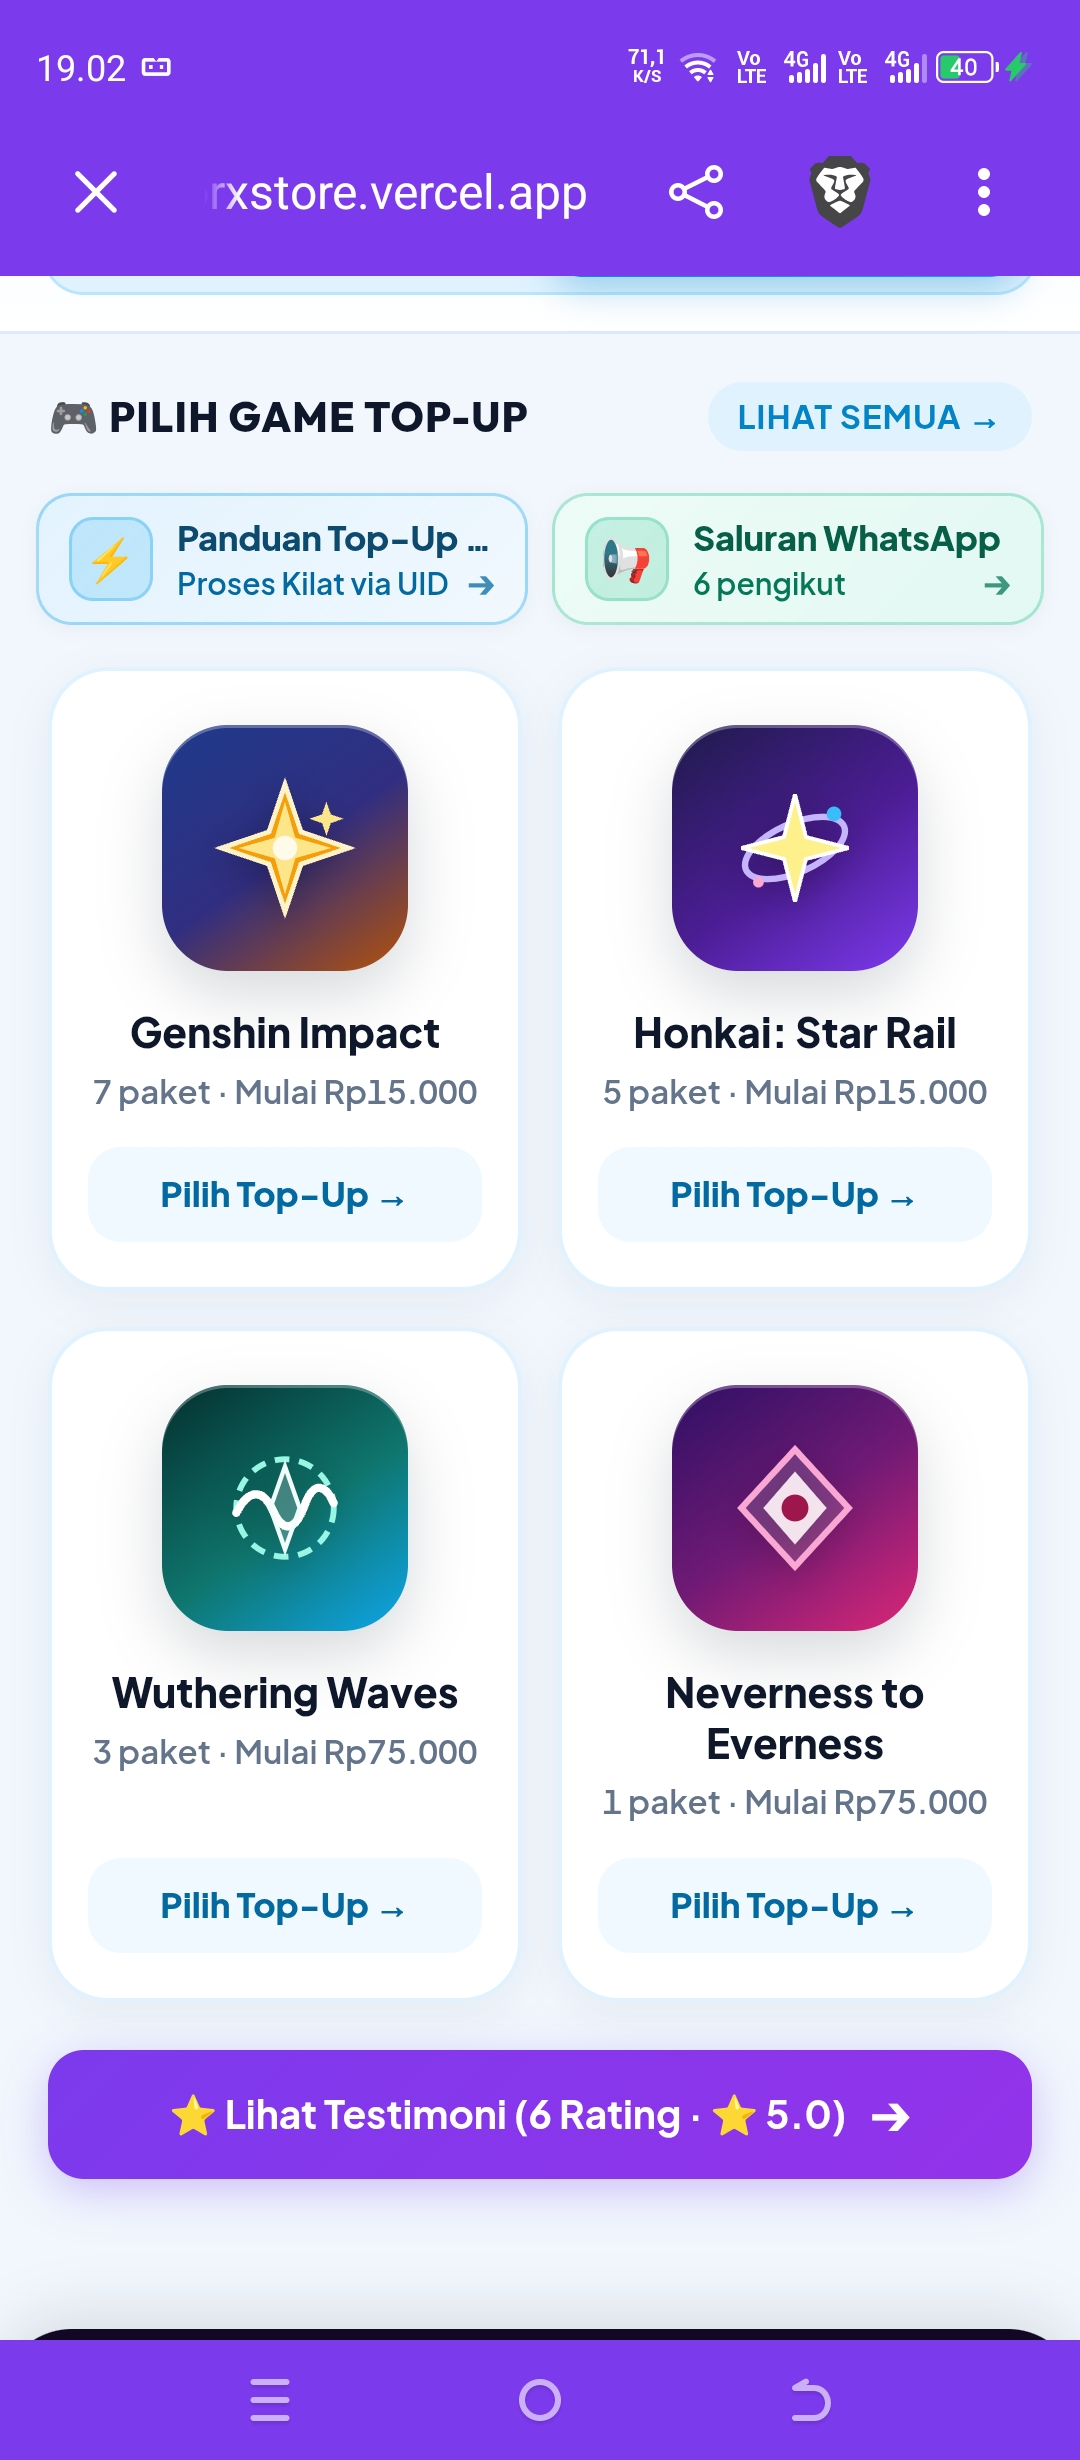 19.02
71,1 K/S
Vo LTE 4G Vo LTE 4G 40
rxstore.vercel.app
🎮 PILIH GAME TOP-UP
LIHAT SEMUA →
Panduan Top-Up ...
Proses Kilat via UID →
Saluran WhatsApp
6 pengikut →
Genshin Impact
7 paket · Mulai Rp15.000
Pilih Top-Up →
Honkai: Star Rail
5 paket · Mulai Rp15.000
Pilih Top-Up →
Wuthering Waves
3 paket · Mulai Rp75.000
Pilih Top-Up →
Neverness to
Everness
1 paket · Mulai Rp75.000
Pilih Top-Up →
⭐ Lihat Testimoni (6 Rating · ⭐ 5.0) →